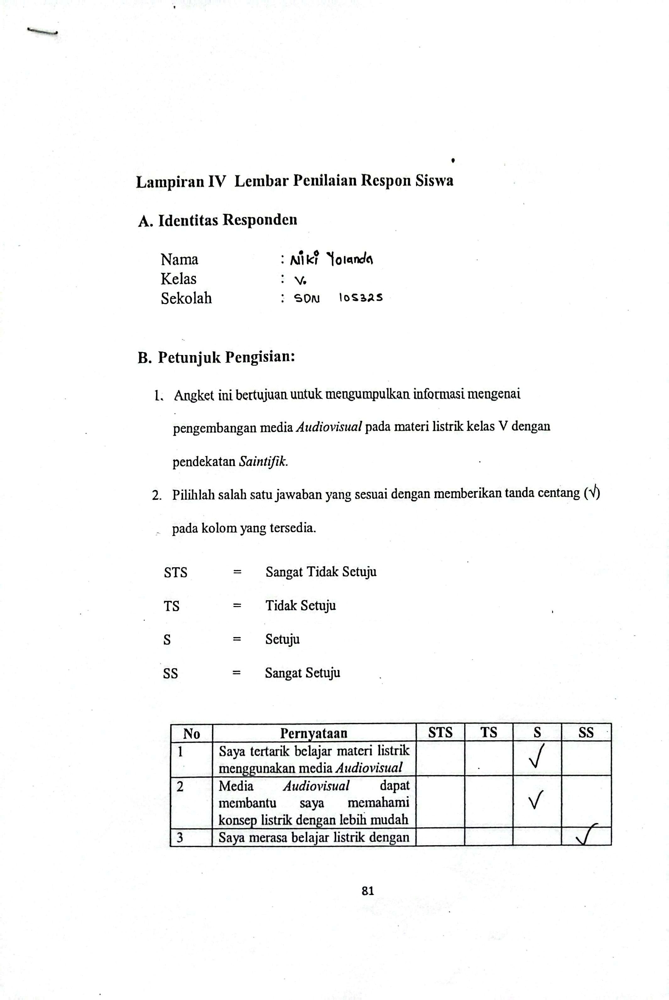 Lampiran IV Lembar Penilaian Respon Siswa
A. Identitas Responden
Nama : Niki Yolanda
Kelas : V.
Sekolah : SDN 105325
B. Petunjuk Pengisian:
1. Angket ini bertujuan untuk mengumpulkan informasi mengenai
pengembangan media Audiovisual pada materi listrik kelas V dengan
pendekatan Saintifik.
2. Pilihlah salah satu jawaban yang sesuai dengan memberikan tanda centang (√)
pada kolom yang tersedia.
STS = Sangat Tidak Setuju
TS = Tidak Setuju
S = Setuju
SS = Sangat Setuju
No Pernyataan STS TS S SS
1 Saya tertarik belajar materi listrik √
menggunakan media Audiovisual
2 Media Audiovisual dapat
membantu saya memahami √
konsep listrik dengan lebih mudah
3 Saya merasa belajar listrik dengan √
81